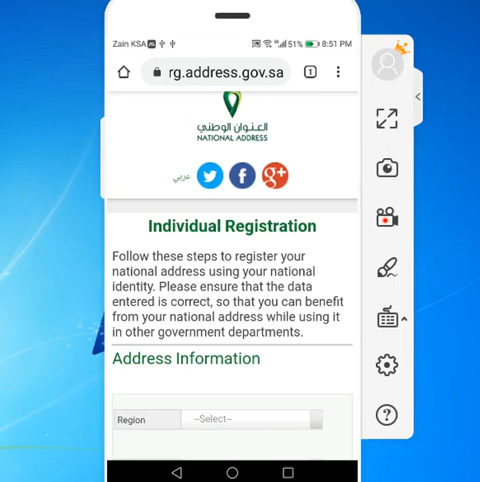 Zain KSA 51% 8:51 PM
rg.address.gov.sa 1
العنوان الوطني
NATIONAL ADDRESS
عربي f g+
Individual Registration
Follow these steps to register your
national address using your national
identity. Please ensure that the data
entered is correct, so that you can benefit
from your national address while using it
in other government departments.
Address Information
Region --Select--